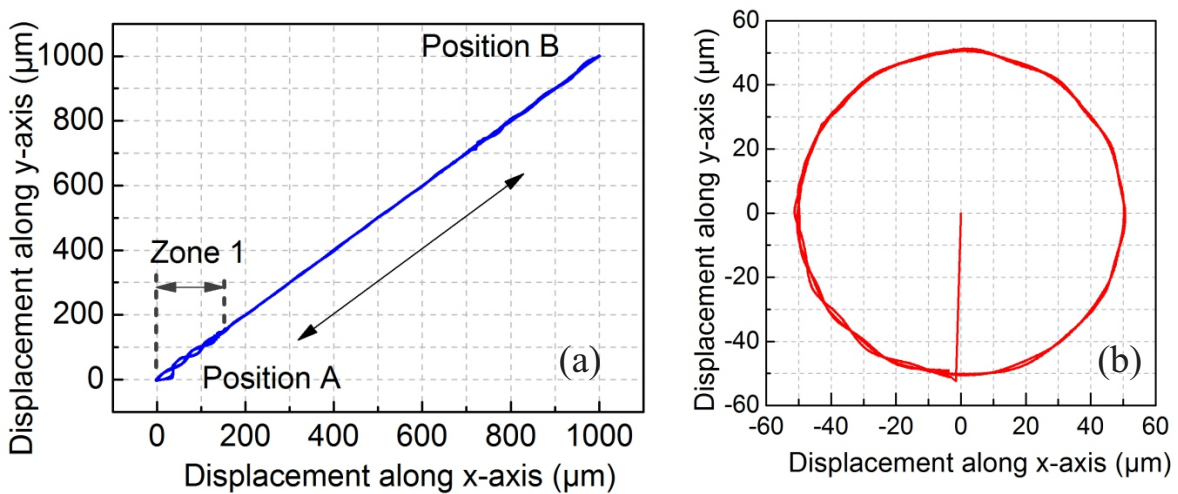 Displacement along y-axis (µm)
1000
800
600
400
200
0
Position B
Zone 1
Position A
(a)
0 200 400 600 800 1000
Displacement along x-axis (µm)
Displacement along y-axis (µm)
60
40
20
0
-20
-40
-60
(b)
-60 -40 -20 0 20 40 60
Displacement along x-axis (µm)